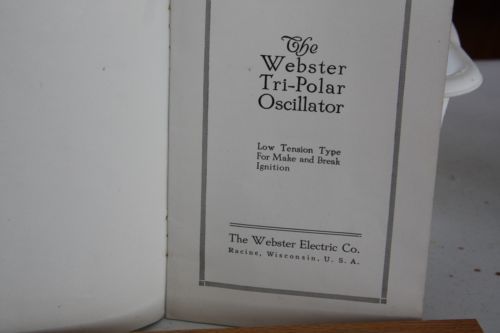 The
Webster
Tri-Polar
Oscillator
Low Tension Type
For Make and Break
Ignition
The Webster Electric Co.
Racine, Wisconsin, U. S. A.